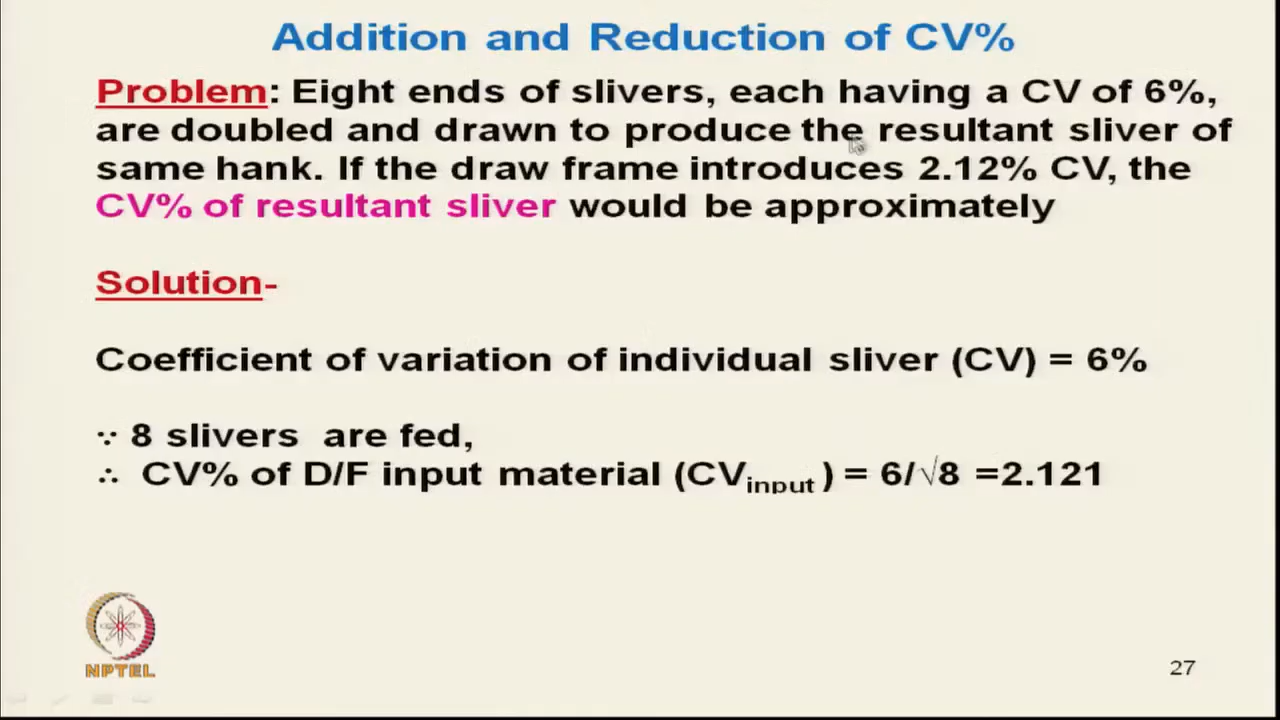 Addition and Reduction of CV%
Problem: Eight ends of slivers, each having a CV of 6%,
are doubled and drawn to produce the resultant sliver of
same hank. If the draw frame introduces 2.12% CV, the
CV% of resultant sliver would be approximately
Solution-
Coefficient of variation of individual sliver (CV) = 6%
∵ 8 slivers are fed,
∴ CV% of D/F input material (CVinput ) = 6/√8 =2.121
NPTEL
27